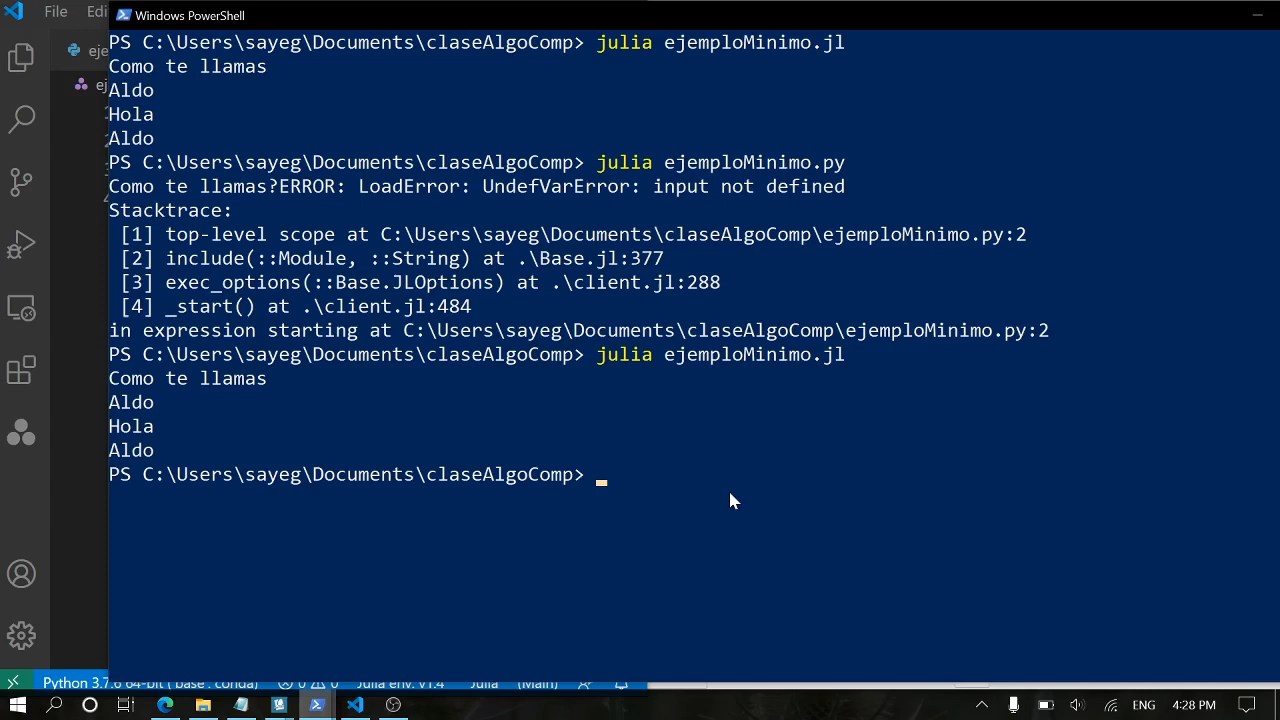 File Edi
Windows PowerShell
PS C:\Users\sayeg\Documents\claseAlgoComp> julia ejemploMinimo.jl
Como te llamas
Aldo
Hola
Aldo
PS C:\Users\sayeg\Documents\claseAlgoComp> julia ejemploMinimo.py
Como te llamas?ERROR: LoadError: UndefVarError: input not defined
Stacktrace:
[1] top-level scope at C:\Users\sayeg\Documents\claseAlgoComp\ejemploMinimo.py:2
[2] include(::Module, ::String) at .\Base.jl:377
[3] exec_options(::Base.JLOptions) at .\client.jl:288
[4] _start() at .\client.jl:484
in expression starting at C:\Users\sayeg\Documents\claseAlgoComp\ejemploMinimo.py:2
PS C:\Users\sayeg\Documents\claseAlgoComp> julia ejemploMinimo.jl
Como te llamas
Aldo
Hola
Aldo
PS C:\Users\sayeg\Documents\claseAlgoComp>
eje
ej
Python 3.7.6 64-bit ('base': conda) 0 0 Julia env: v1.4 Julia (Main)
ENG 4:28 PM